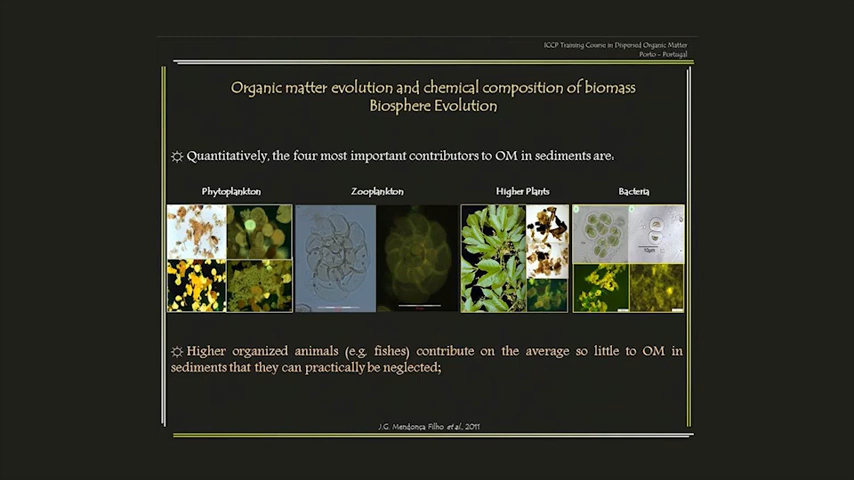 ICCP Training Course in Dispersed Organic Matter
Porto – Portugal
Organic matter evolution and chemical composition of biomass
Biosphere Evolution
Quantitatively, the four most important contributors to OM in sediments are:
Phytoplankton Zooplankton Higher Plants Bacteria
10µm
Higher organized animals (e.g. fishes) contribute on the average so little to OM in
sediments that they can practically be neglected;
J.G. Mendonça Filho et al., 2011